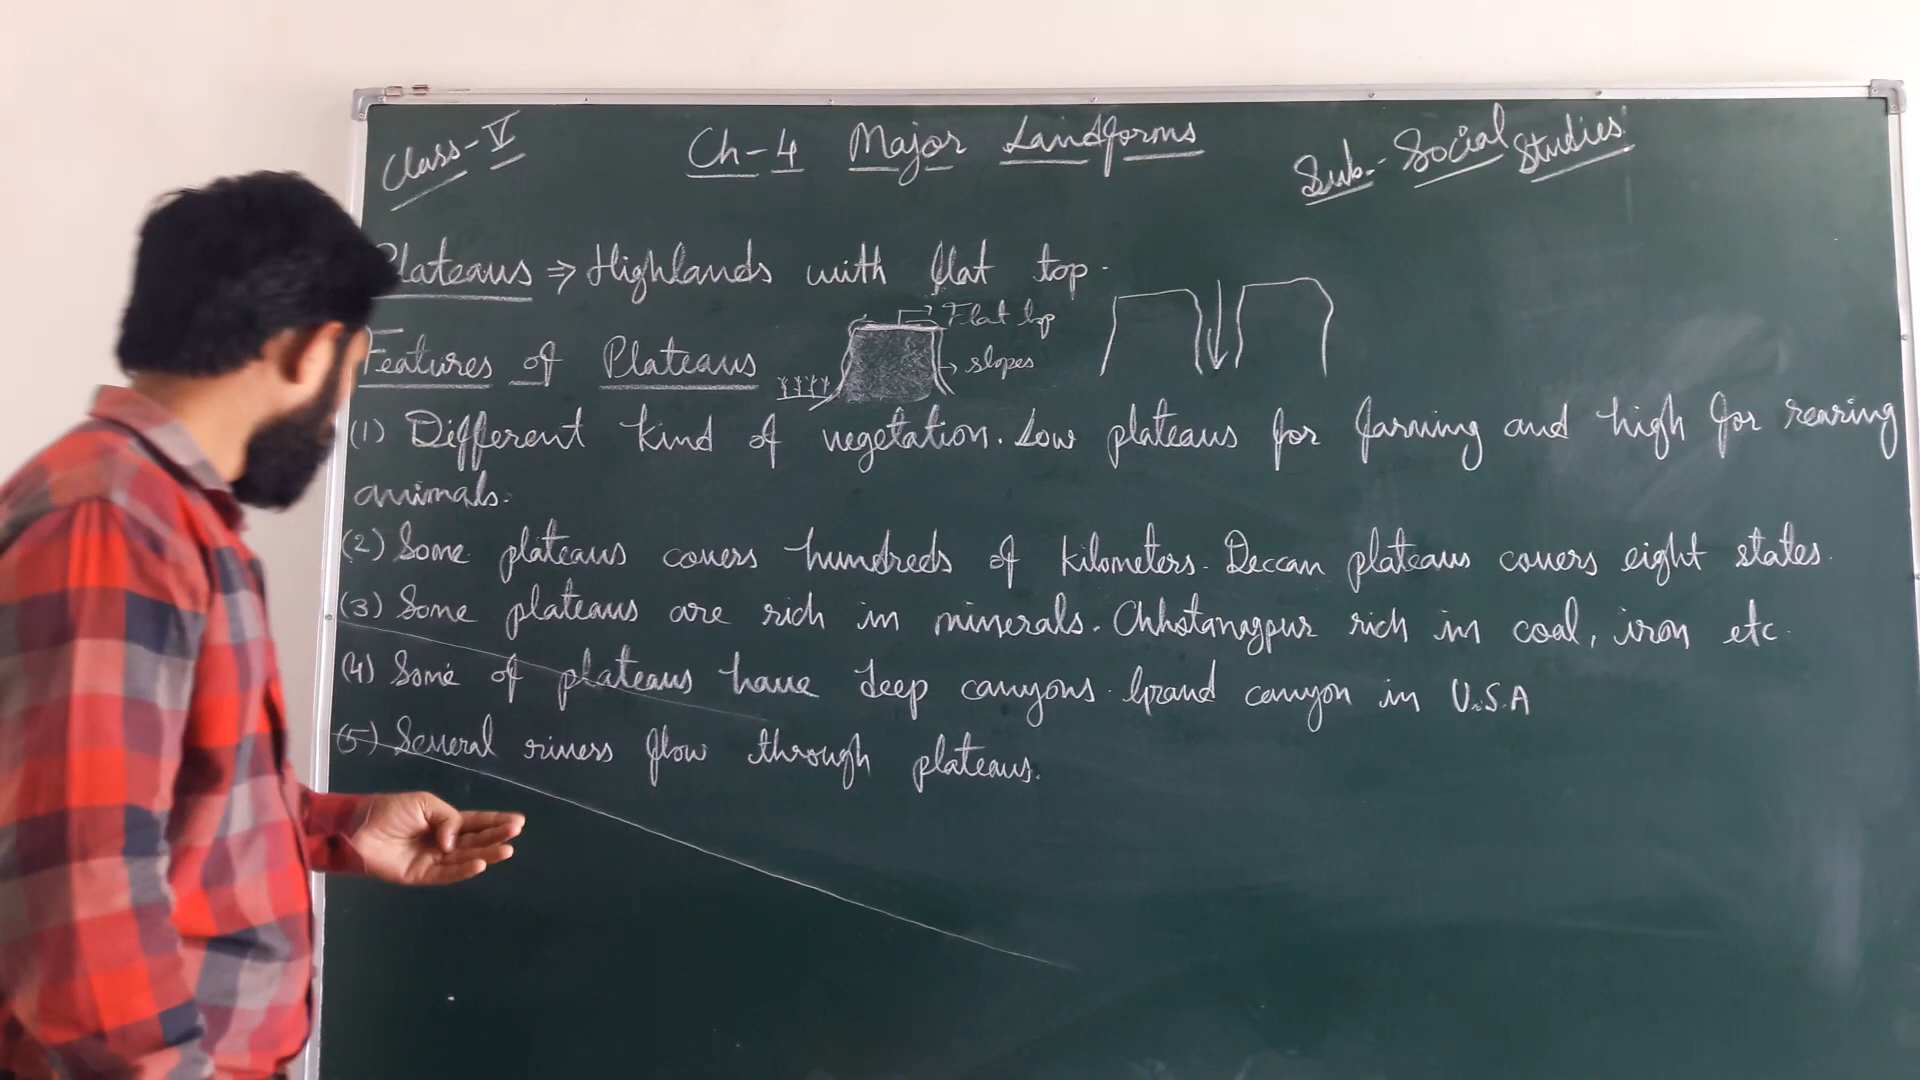 Class-V Ch-4 Major Landforms Sub.- Social Studies
Plateaus ⇒ Highlands with flat top.
Flat top
Features of Plateaus
slopes
(1) Different kind of vegetation. Low plateaus for farming and high for rearing
animals.
(2) Some plateaus covers hundreds of kilometers. Deccan plateaus covers eight states.
(3) Some plateaus are rich in minerals. Chhotanagpur rich in coal, iron etc.
(4) Some of plateaus have deep canyons. Grand canyon in U.S.A
(5) Several rivers flow through plateaus.